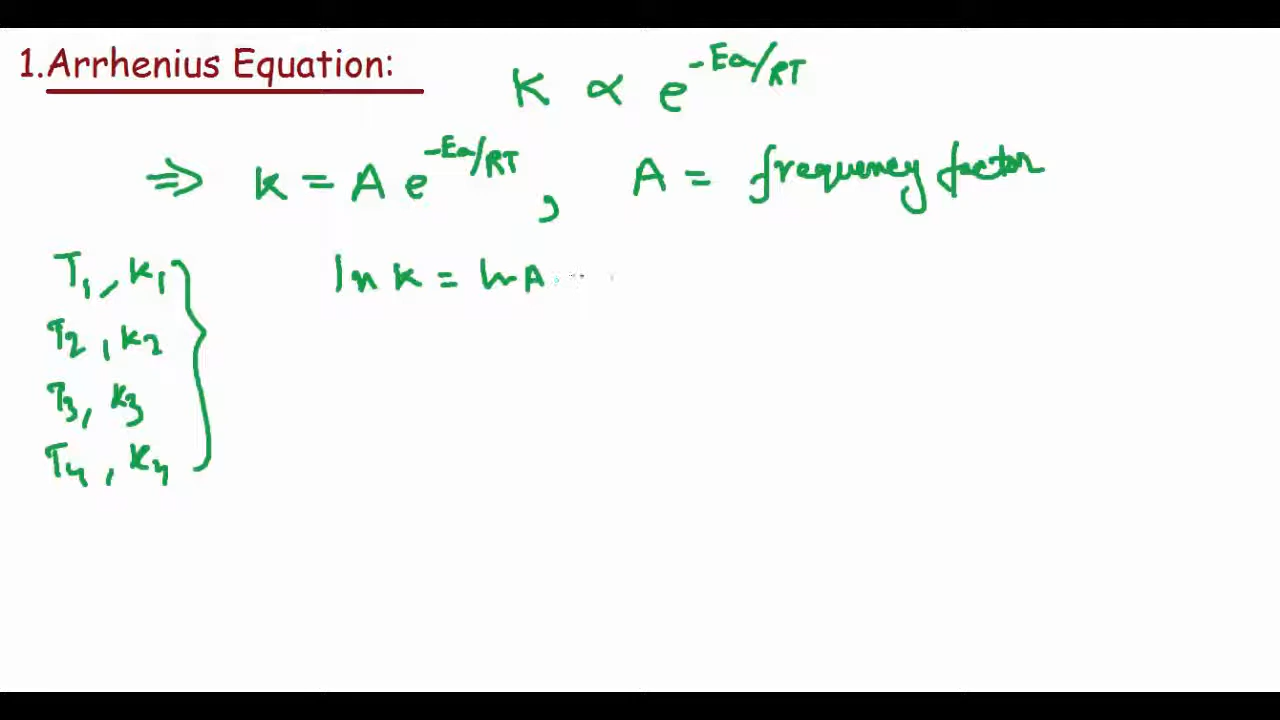 1.Arrhenius Equation:
K ∝ e^-Ea/RT
⇒ K = A e^-Ea/RT , A = frequency factor
T1, K1
ln K = ln A
T2, K2
T3, K3
T4, K4